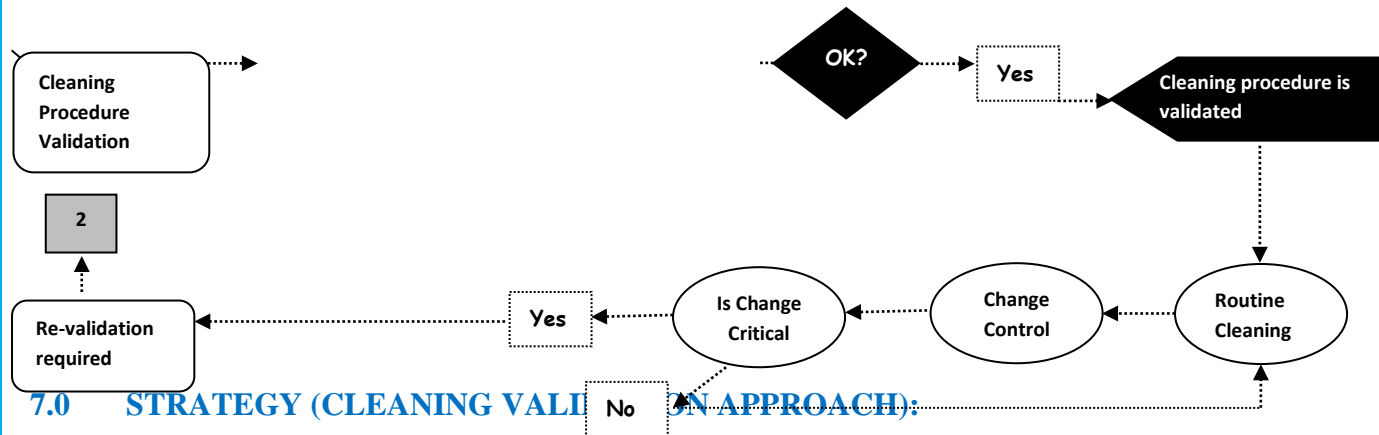 Cleaning
Procedure
Validation
OK?
Yes
Cleaning procedure is
validated
2
Re-validation
required
Yes
Is Change
Critical
Change
Control
Routine
Cleaning
No
7.0 STRATEGY (CLEANING VALI ON APPROACH):